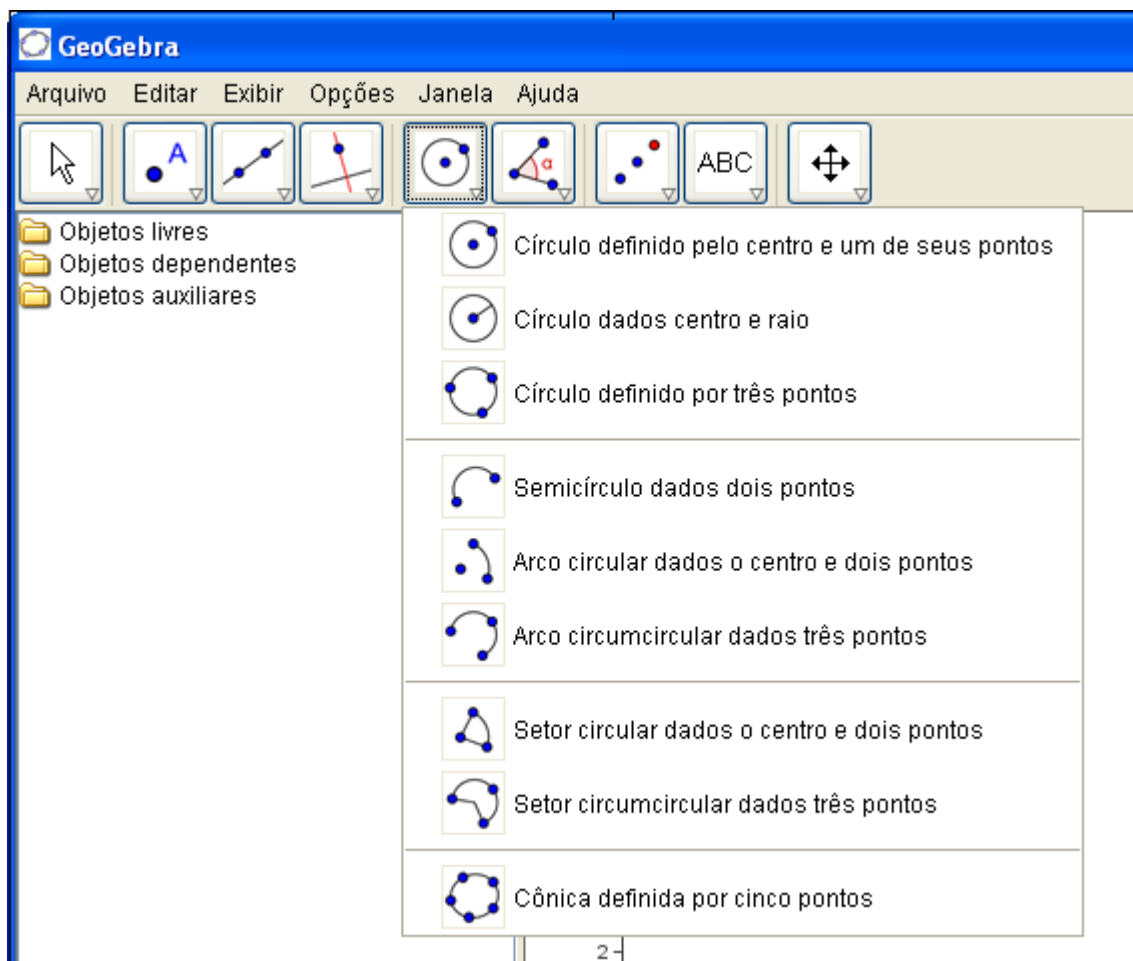 GeoGebra
Arquivo Editar Exibir Opções Janela Ajuda
A α ABC
Objetos livres
Objetos dependentes
Objetos auxiliares
Círculo definido pelo centro e um de seus pontos
Círculo dados centro e raio
Círculo definido por três pontos
Semicírculo dados dois pontos
Arco circular dados o centro e dois pontos
Arco circumcircular dados três pontos
Setor circular dados o centro e dois pontos
Setor circumcircular dados três pontos
Cônica definida por cinco pontos
2